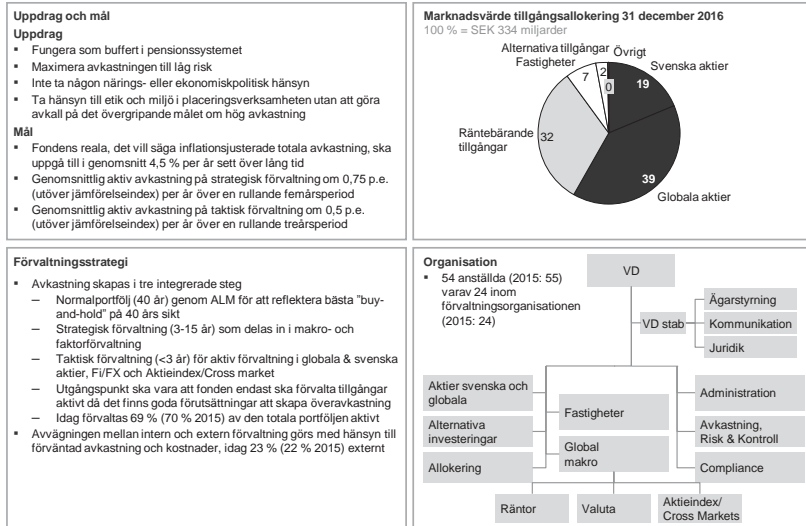 Uppdrag och mål
Uppdrag
▪ Fungera som buffert i pensionssystemet
▪ Maximera avkastningen till låg risk
▪ Inte ta någon närings- eller ekonomiskpolitisk hänsyn
▪ Ta hänsyn till etik och miljö i placeringsverksamheten utan att göra
avkall på det övergripande målet om hög avkastning
Mål
▪ Fondens reala, det vill säga inflationsjusterade totala avkastning, ska
uppgå till i genomsnitt 4,5 % per år sett över lång tid
▪ Genomsnittlig aktiv avkastning på strategisk förvaltning om 0,75 p.e.
(utöver jämförelseindex) per år över en rullande femårsperiod
▪ Genomsnittlig aktiv avkastning på taktisk förvaltning om 0,5 p.e.
(utöver jämförelseindex) per år över en rullande treårsperiod
Marknadsvärde tillgångsallokering 31 december 2016
100 % = SEK 334 miljarder
Alternativa tillgångar
Övrigt
Fastigheter
Svenska aktier
2
7
0
19
Räntebärande
tillgångar
32
39
Globala aktier
Förvaltningsstrategi
▪ Avkastning skapas i tre integrerade steg
– Normalportfölj (40 år) genom ALM för att reflektera bästa "buy-
and-hold" på 40 års sikt
– Strategisk förvaltning (3-15 år) som delas in i makro- och
faktorförvaltning
– Taktisk förvaltning (<3 år) för aktiv förvaltning i globala & svenska
aktier, Fi/FX och Aktieindex/Cross market
– Utgångspunkt ska vara att fonden endast ska förvalta tillgångar
aktivt då det finns goda förutsättningar att skapa överavkastning
– Idag förvaltas 69 % (70 % 2015) av den totala portföljen aktivt
▪ Avvägningen mellan intern och extern förvaltning görs med hänsyn till
förväntad avkastning och kostnader, idag 23 % (22 % 2015) externt
Organisation
▪ 54 anställda (2015: 55)
varav 24 inom
förvaltningsorganisationen
(2015: 24)
VD
VD stab
Ägarstyrning
Kommunikation
Juridik
Aktier svenska och
globala
Alternativa
investeringar
Allokering
Fastigheter
Global
makro
Administration
Avkastning,
Risk & Kontroll
Compliance
Räntor
Valuta
Aktieindex/
Cross Markets